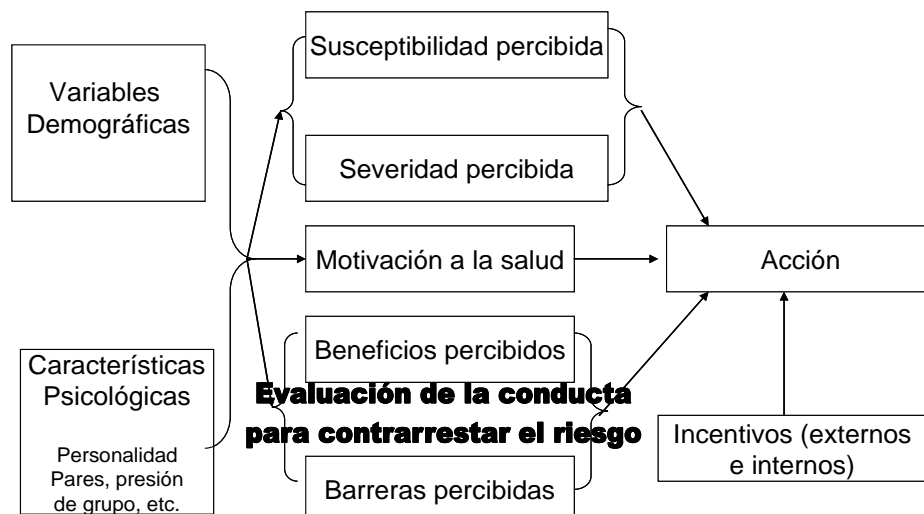 Variables
Demográficas
Características
Psicológicas
Personalidad
Pares, presión
de grupo, etc.
Susceptibilidad percibida
Severidad percibida
Motivación a la salud
Beneficios percibidos
Evaluación de la conducta
para contrarrestar el riesgo
Barreras percibidas
Acción
Incentivos (externos
e internos)